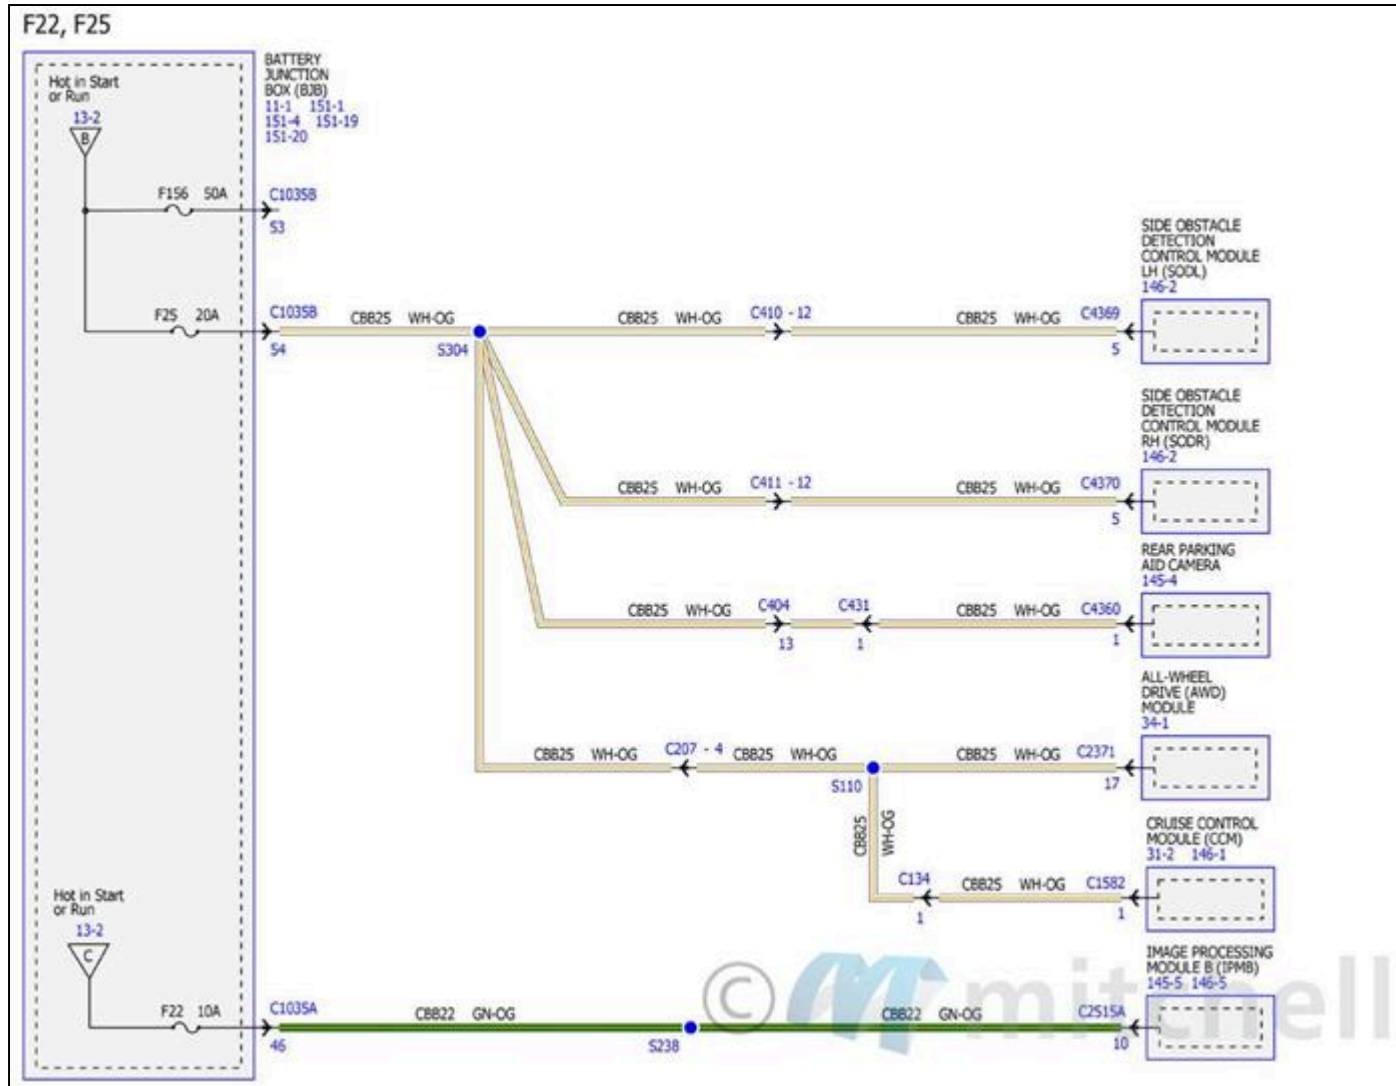 F22, F25
BATTERY
JUNCTION
BOX (BJB)
11-1 151-1
151-4 151-19
151-20
Hot in Start
or Run
13-2
B
F156 50A
C1035B
53
F25 20A
C1035B
54
CBB25 WH-OG
S304
CBB25 WH-OG
C410 - 12
CBB25 WH-OG
C4369
5
SIDE OBSTACLE
DETECTION
CONTROL MODULE
LH (SODL)
146-2
CBB25 WH-OG
C411 - 12
CBB25 WH-OG
C4370
5
SIDE OBSTACLE
DETECTION
CONTROL MODULE
RH (SODR)
146-2
CBB25 WH-OG
C404
13
C431
1
CBB25 WH-OG
C4360
1
REAR PARKING
AID CAMERA
145-4
CBB25 WH-OG
C207 - 4
CBB25 WH-OG
S110
CBB25 WH-OG
C2371
17
ALL-WHEEL
DRIVE (AWD)
MODULE
34-1
CBB25
WH-OG
C134
1
CBB25 WH-OG
C1582
1
CRUISE CONTROL
MODULE (CCM)
31-2 146-1
Hot in Start
or Run
13-2
C
F22 10A
C1035A
46
CBB22 GN-OG
S238
CBB22 GN-OG
C2515A
10
IMAGE PROCESSING
MODULE B (IPMB)
145-5 146-5
© mitchell